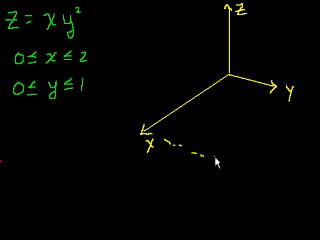 z = xy²
0 ≤ x ≤ 2
0 ≤ y ≤ 1
z
y
x